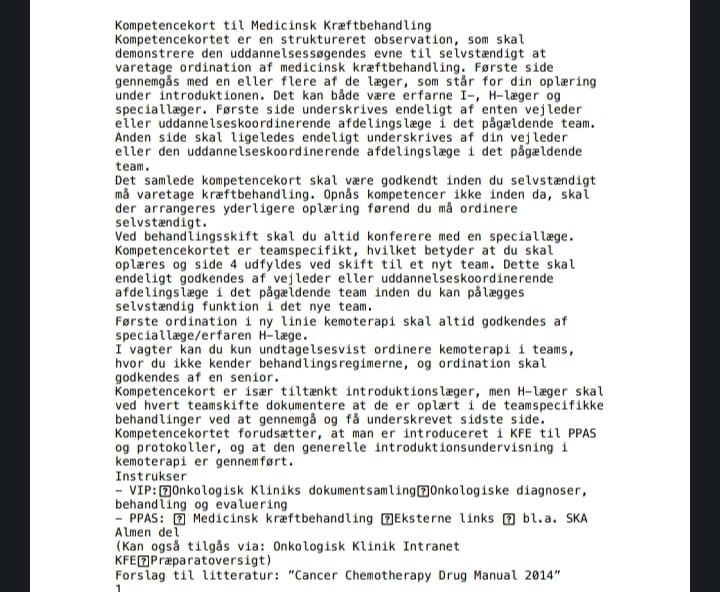 Kompetencekort til Medicinsk Kræftbehandling
Kompetencekortet er en struktureret observation, som skal
demonstrere den uddannelsessøgendes evne til selvstændigt at
varetage ordination af medicinsk kræftbehandling. Første side
gennemgås med en eller flere af de læger, som står for din oplæring
under introduktionen. Det kan både være erfarne I-, H-læger og
speciallæger. Første side underskrives endeligt af enten vejleder
eller uddannelseskoordinerende afdelingslæge i det pågældende team.
Anden side skal ligeledes endeligt underskrives af din vejleder
eller den uddannelseskoordinerende afdelingslæge i det pågældende
team.
Det samlede kompetencekort skal være godkendt inden du selvstændigt
må varetage kræftbehandling. Opnås kompetencer ikke inden da, skal
der arrangeres yderligere oplæring førend du må ordinere
selvstændigt.
Ved behandlingsskift skal du altid konferere med en speciallæge.
Kompetencekortet er teamspecifikt, hvilket betyder at du skal
oplæres og side 4 udfyldes ved skift til et nyt team. Dette skal
endeligt godkendes af vejleder eller uddannelseskoordinerende
afdelingslæge i det pågældende team inden du kan pålægges
selvstændig funktion i det nye team.
Første ordination i ny linie kemoterapi skal altid godkendes af
speciallæge/erfaren H-læge.
I vagter kan du kun undtagelsesvist ordinere kemoterapi i teams,
hvor du ikke kender behandlingsregimerne, og ordination skal
godkendes af en senior.
Kompetencekort er især tiltænkt introduktionslæger, men H-læger skal
ved hvert teamskifte dokumentere at de er oplært i de teamspecifikke
behandlinger ved at gennemgå og få underskrevet sidste side.
Kompetencekortet forudsætter, at man er introduceret i KFE til PPAS
og protokoller, og at den generelle introduktionsundervisning i
kemoterapi er gennemført.
Instrukser
– VIP:⍰Onkologisk Kliniks dokumentsamling⍰Onkologiske diagnoser,
behandling og evaluering
– PPAS: ⍰ Medicinsk kræftbehandling ⍰Eksterne links ⍰ bl.a. SKA
Almen del
(Kan også tilgås via: Onkologisk Klinik Intranet
KFE⍰Præparatoversigt)
Forslag til litteratur: ”Cancer Chemotherapy Drug Manual 2014”
1